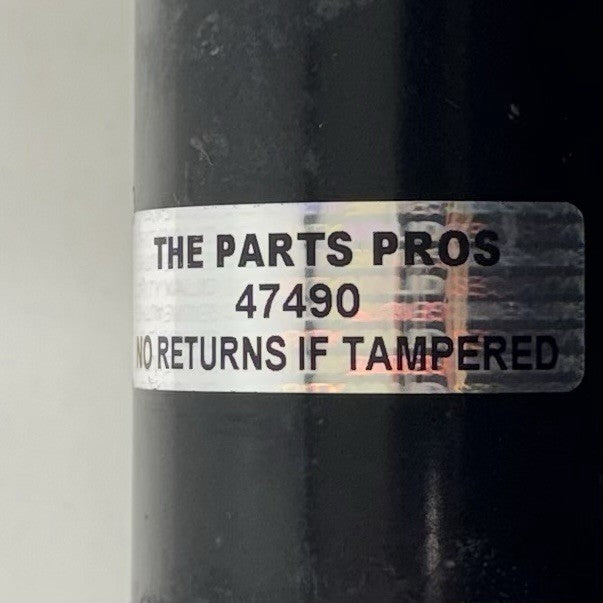 THE PARTS PROS
47490
NO RETURNS IF TAMPERED